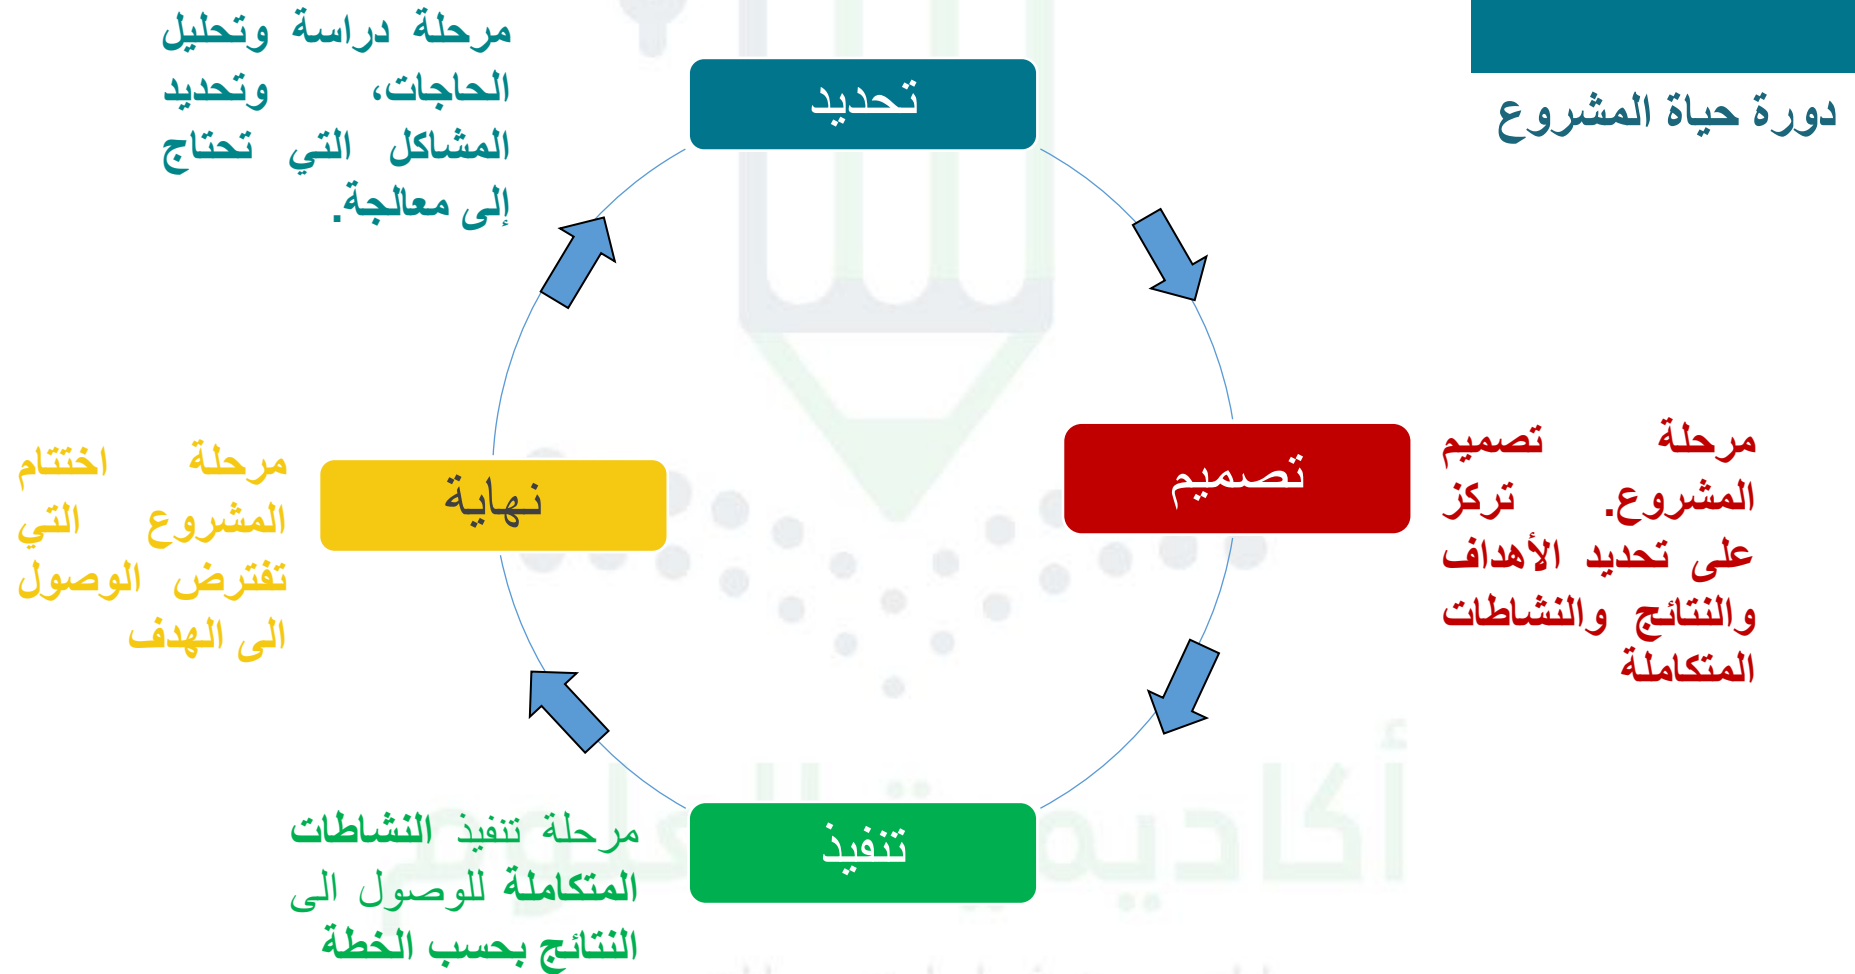 دورة حياة المشروع
تحديد
مرحلة دراسة وتحليل
الحاجات، وتحديد
المشاكل التي تحتاج
إلى معالجة.
تصميم
مرحلة تصميم
المشروع. تركز
على تحديد الأهداف
والنتائج والنشاطات
المتكاملة
تنفيذ
مرحلة تنفيذ النشاطات
المتكاملة للوصول الى
النتائج بحسب الخطة
نهاية
مرحلة اختتام
المشروع التي
تفترض الوصول
الى الهدف
أكاديمية العلوم